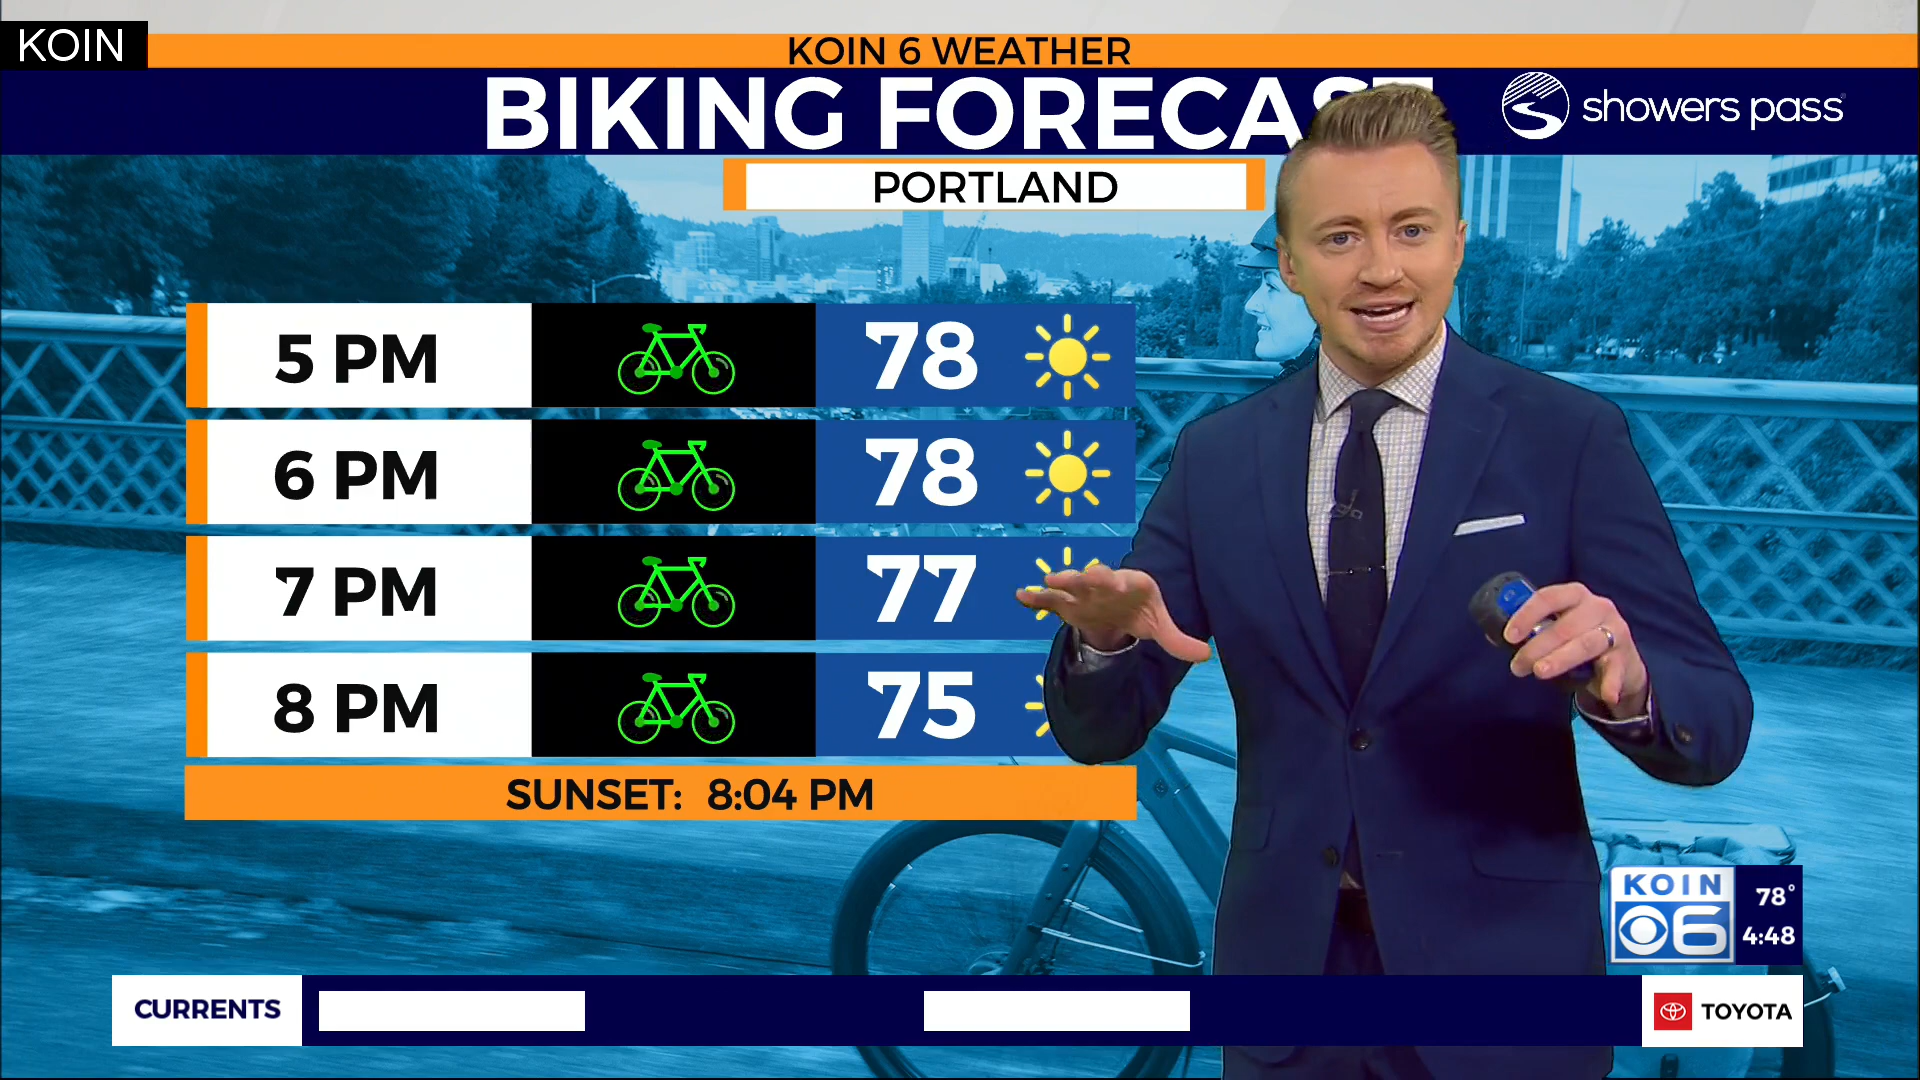 KOIN
KOIN 6 WEATHER
BIKING FORECAST
showers pass
PORTLAND
5 PM 78
6 PM 78
7 PM 77
8 PM 75
SUNSET: 8:04 PM
KOIN
6
78°
4:48
CURRENTS
TOYOTA